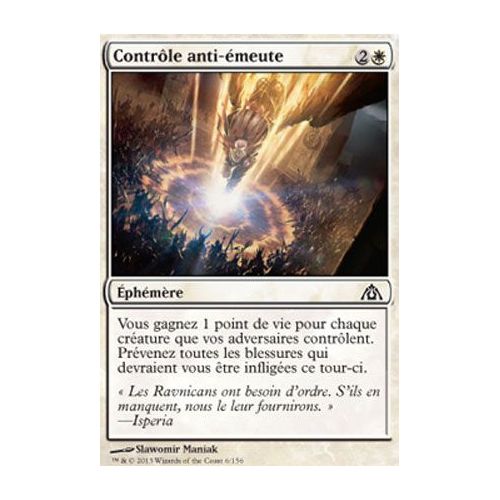 Contrôle anti-émeute 2
Éphémère
Vous gagnez 1 point de vie pour chaque
créature que vos adversaires contrôlent.
Prévenez toutes les blessures qui
devraient vous être infligées ce tour-ci.
« Les Ravnicans ont besoin d'ordre. S'ils en
manquent, nous le leur fournirons. »
—Isperia
Slawomir Maniak
™ & © 2013 Wizards of the Coast 6/156